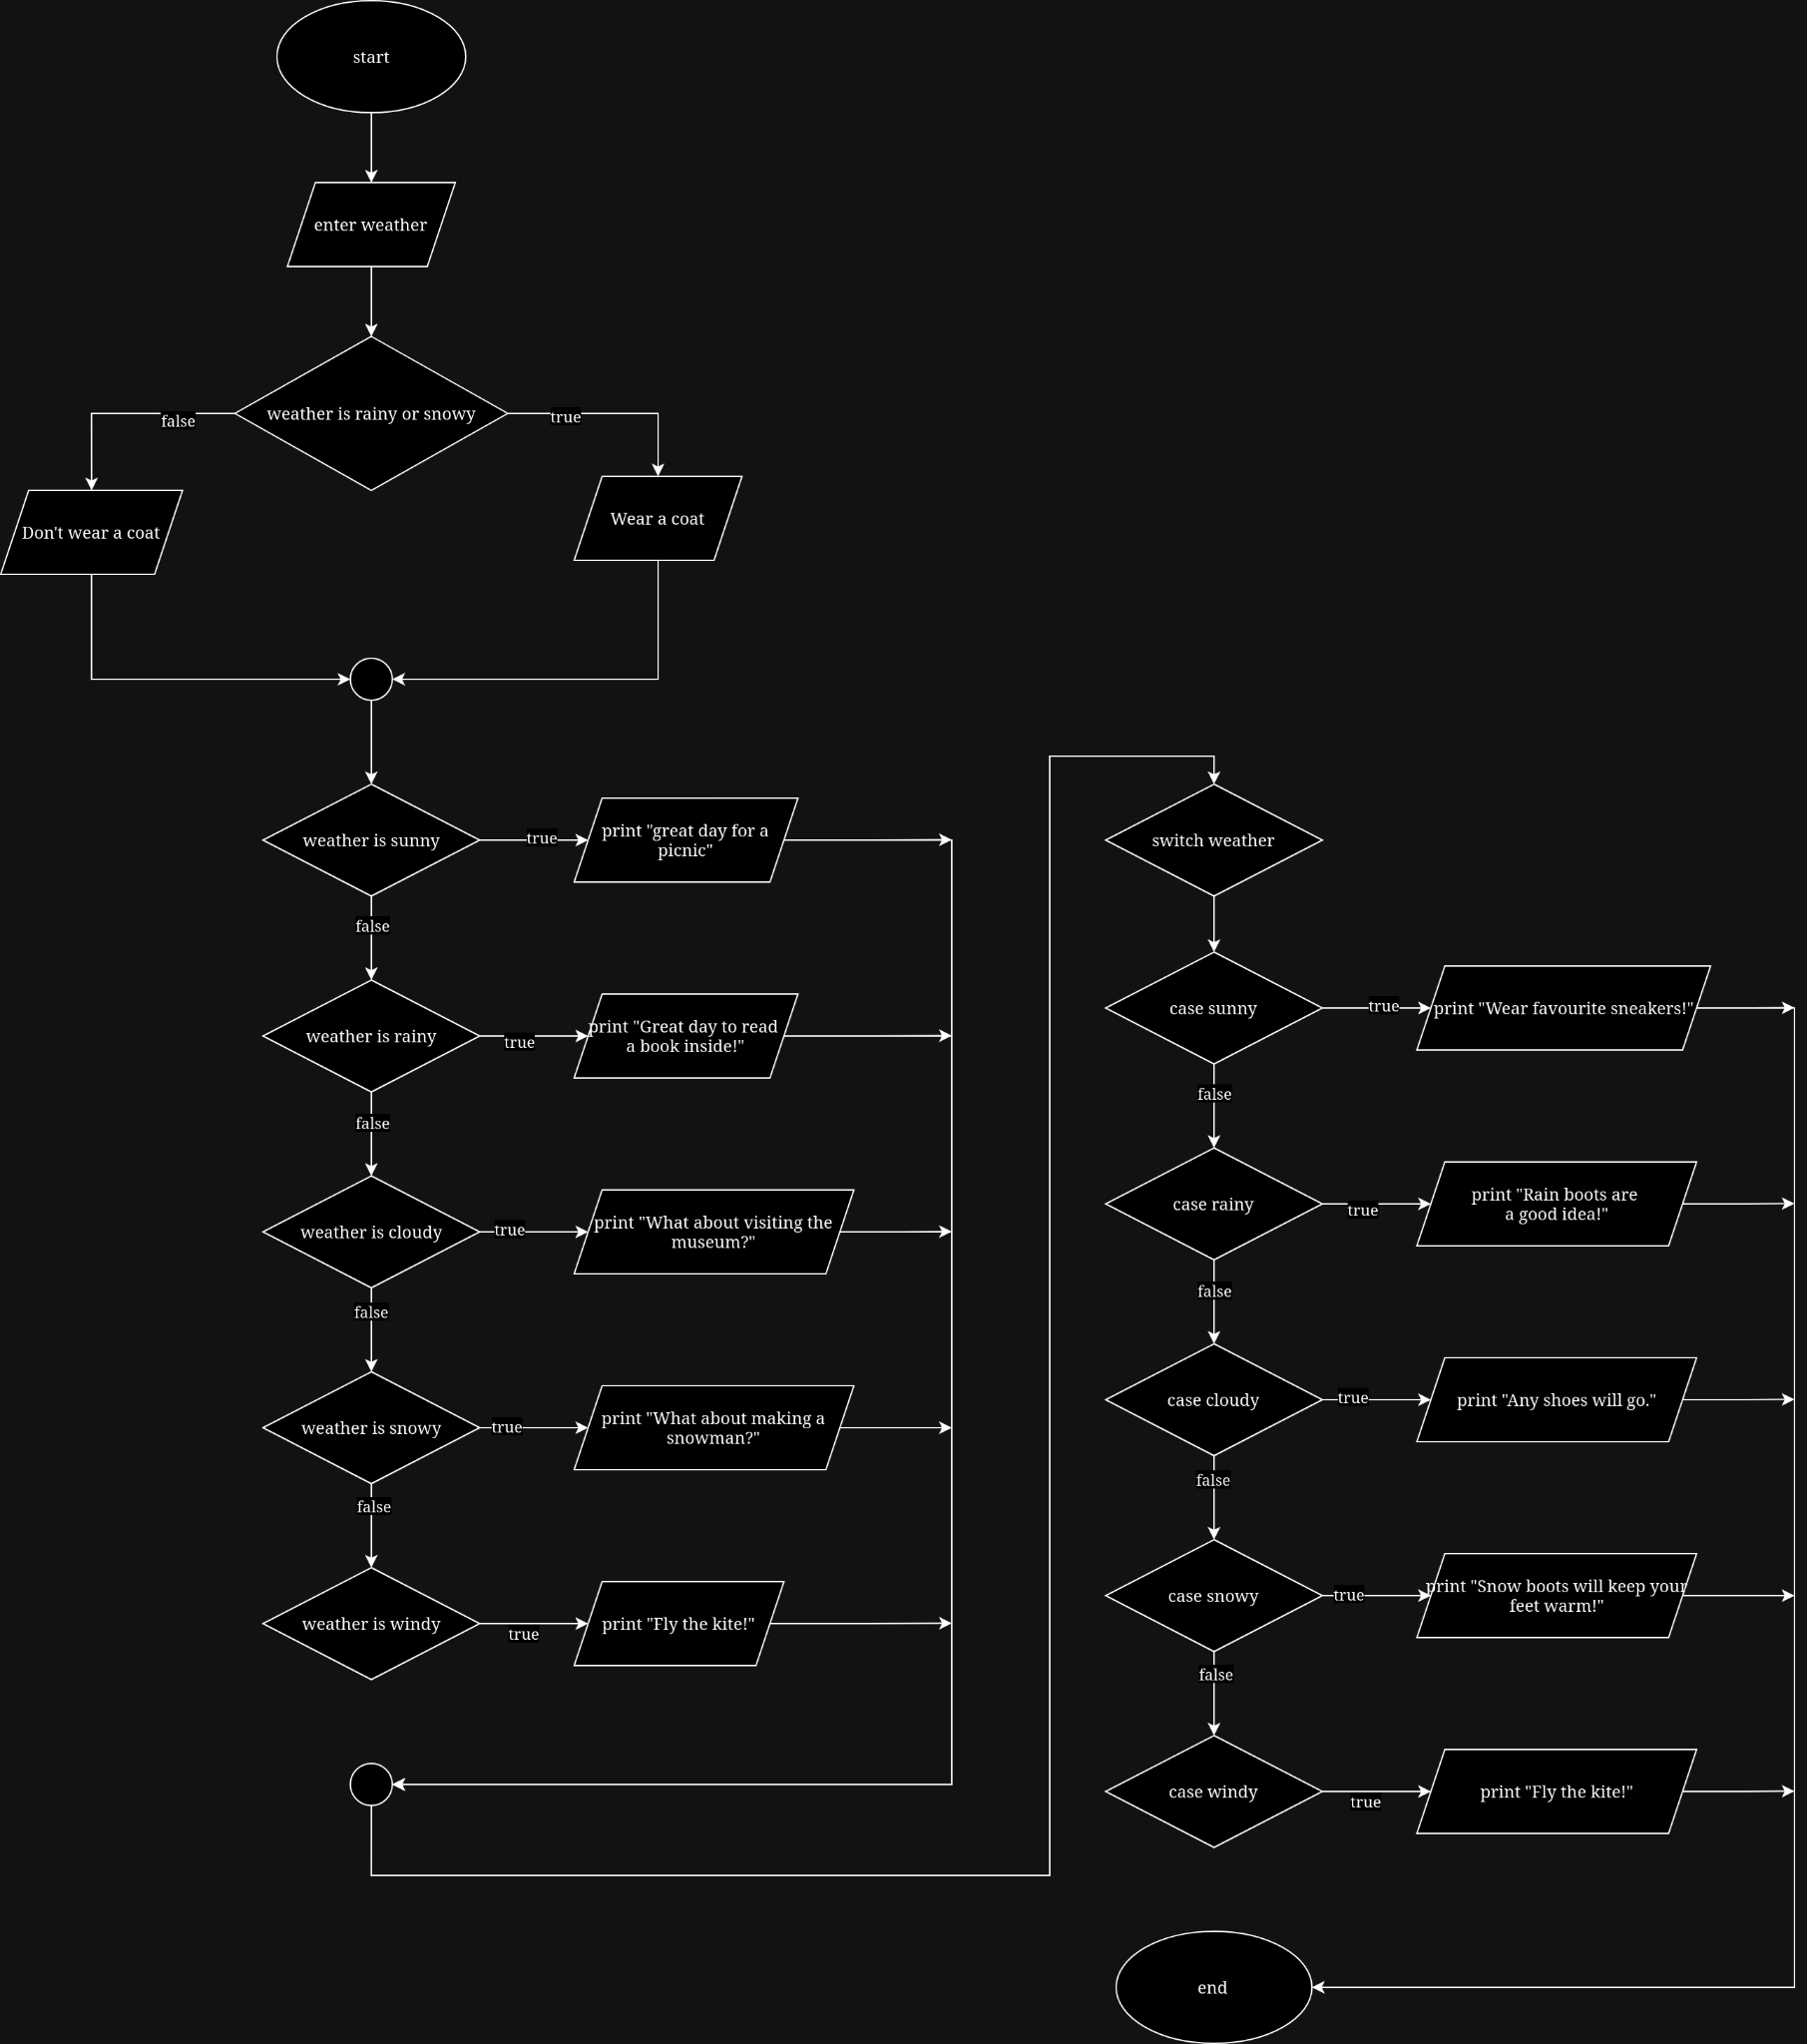 start
enter weather
weather is rainy or snowy
false
true
Don't wear a coat
Wear a coat
weather is sunny
true
print "great day for a
picnic"
false
weather is rainy
true
print "Great day to read
a book inside!"
false
weather is cloudy
true
print "What about visiting the
museum?"
false
weather is snowy
true
print "What about making a
snowman?"
false
weather is windy
true
print "Fly the kite!"
switch weather
case sunny
true
print "Wear favourite sneakers!"
false
case rainy
true
print "Rain boots are
a good idea!"
false
case cloudy
true
print "Any shoes will go."
false
case snowy
true
print "Snow boots will keep your
feet warm!"
false
case windy
true
print "Fly the kite!"
end